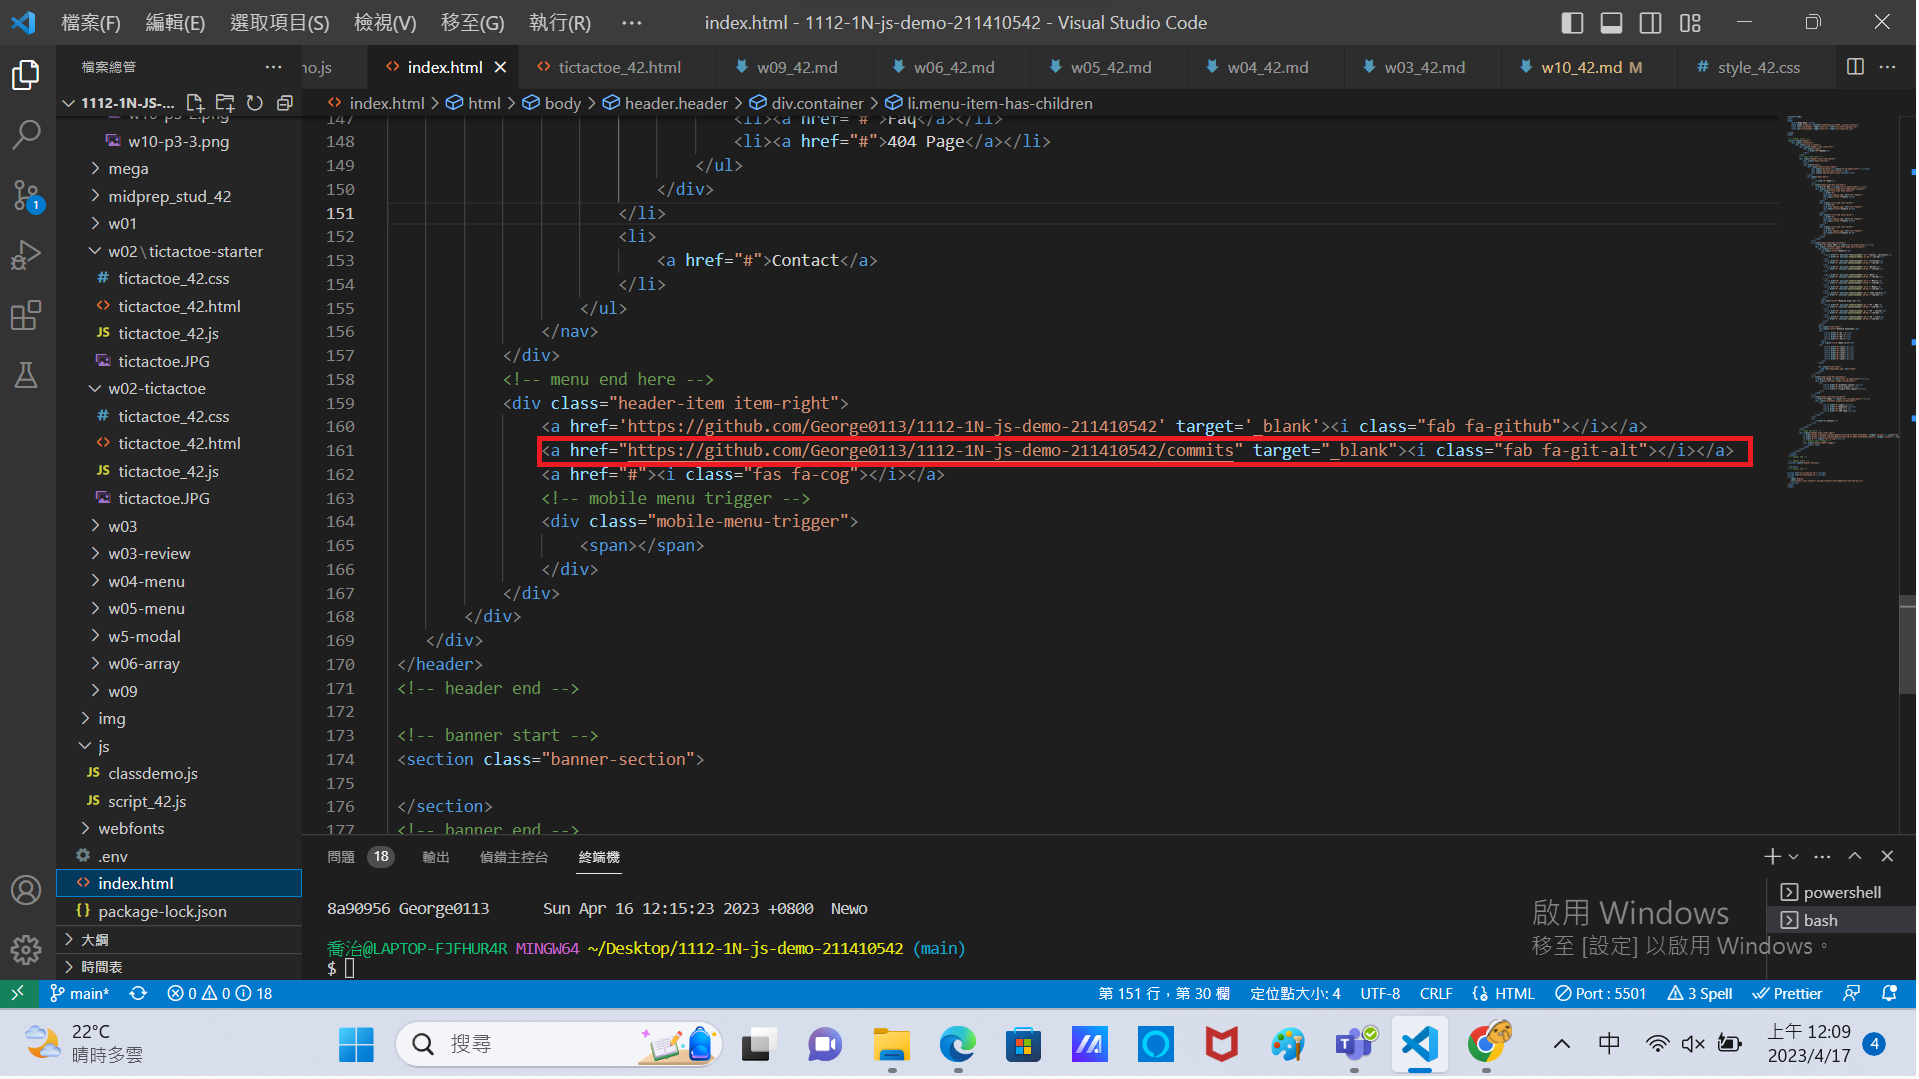 檔案(F) 編輯(E) 選取項目(S) 檢視(V) 移至(G) 執行(R) ··· index.html - 1112-1N-js-demo-211410542 - Visual Studio Code
檔案總管 ···
no.js <> index.html <> tictactoe_42.html w09_42.md w06_42.md w05_42.md w04_42.md w03_42.md w10_42.md M # style_42.css ···
1112-1N-JS-...
<> index.html > html > body > header.header > div.container > li.menu-item-has-children
w10-p3-2.png
w10-p3-3.png
mega
midprep_stud_42
w01
w02\tictactoe-starter
# tictactoe_42.css
<> tictactoe_42.html
JS tictactoe_42.js
tictactoe.JPG
w02-tictactoe
# tictactoe_42.css
<> tictactoe_42.html
JS tictactoe_42.js
tictactoe.JPG
w03
w03-review
w04-menu
w05-menu
w5-modal
w06-array
w09
img
js
JS classdemo.js
JS script_42.js
webfonts
.env
<> index.html
{} package-lock.json
大綱
時間表
1
147 <li><a href="#">Faq</a></li>
148 <li><a href="#">404 Page</a></li>
149 </ul>
150 </div>
151 </li>
152 <li>
153 <a href="#">Contact</a>
154 </li>
155 </ul>
156 </nav>
157 </div>
158 <!-- menu end here -->
159 <div class="header-item item-right">
160 <a href='https://github.com/George0113/1112-1N-js-demo-211410542' target='_blank'><i class="fab fa-github"></i></a>
161 <a href="https://github.com/George0113/1112-1N-js-demo-211410542/commits" target="_blank"><i class="fab fa-git-alt"></i></a>
162 <a href="#"><i class="fas fa-cog"></i></a>
163 <!-- mobile menu trigger -->
164 <div class="mobile-menu-trigger">
165 <span></span>
166 </div>
167 </div>
168 </div>
169 </div>
170 </header>
171 <!-- header end -->
172
173 <!-- banner start -->
174 <section class="banner-section">
175
176 </section>
177 <!-- banner end -->
問題 18 輸出 偵錯主控台 終端機
8a90956 George0113 Sun Apr 16 12:15:23 2023 +0800 Newo
喬治@LAPTOP-FJFHUR4R MINGW64 ~/Desktop/1112-1N-js-demo-211410542 (main)
$
powershell
bash
啟用 Windows
移至 [設定] 以啟用 Windows。
main* 0 0 18 第 151 行，第 30 欄 定位點大小: 4 UTF-8 CRLF HTML Port : 5501 3 Spell Prettier
22°C
晴時多雲
搜尋
中
上午 12:09
2023/4/17
4